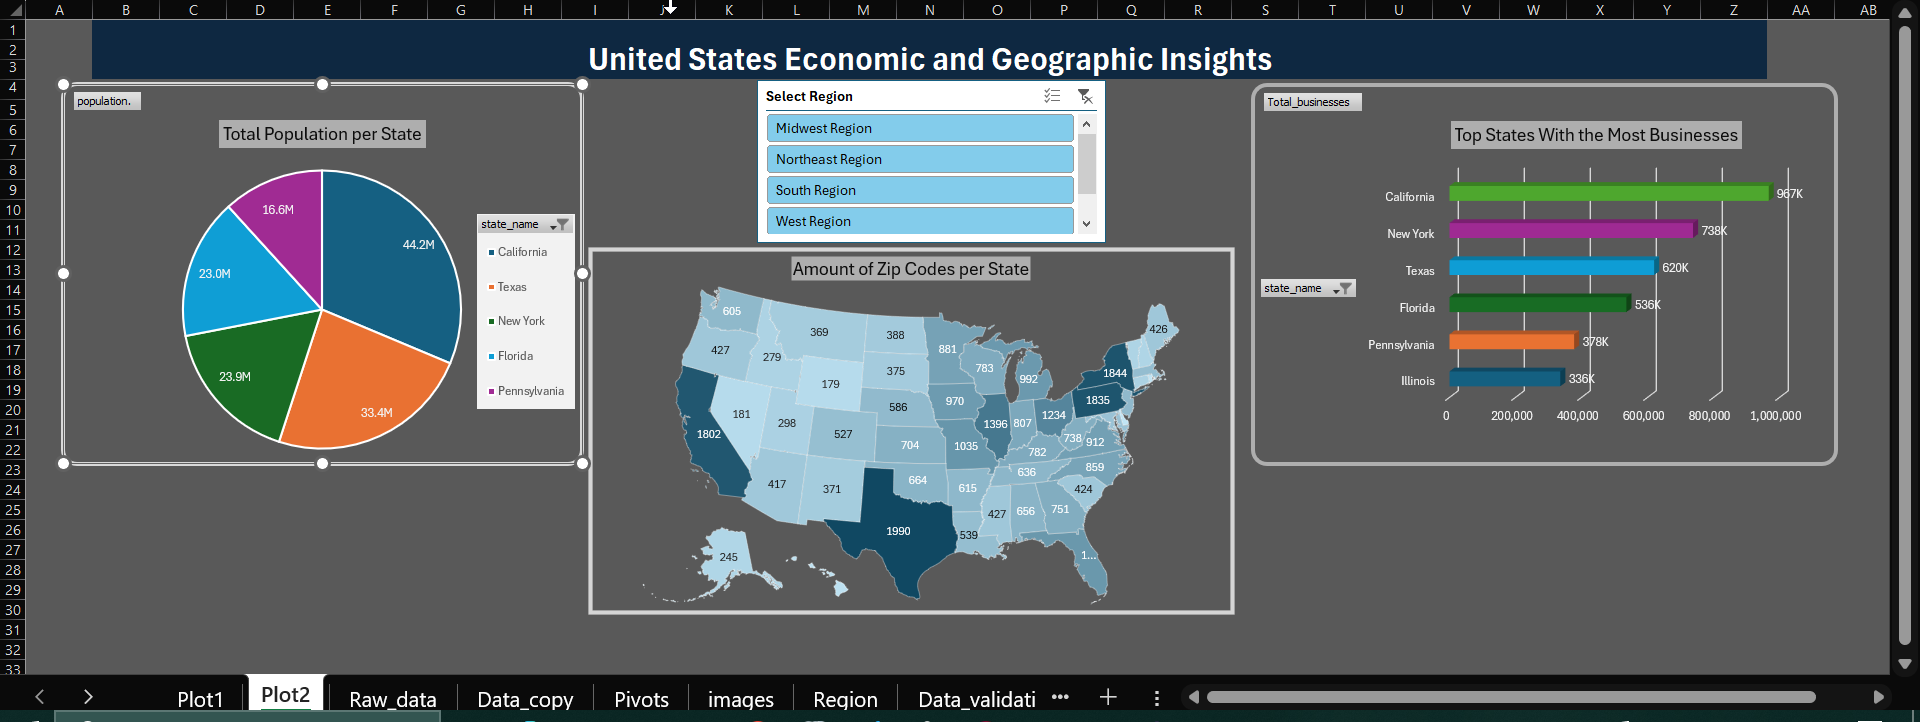 A B C D E F G H I J K L M N O P Q R S T U V W X Y Z AA AB
1
2
3
4
5
6
7
8
9
10
11
12
13
14
15
16
17
18
19
20
21
22
23
24
25
26
27
28
29
30
31
32
33
United States Economic and Geographic Insights
population.
Total Population per State
16.6M
44.2M
23.0M
23.9M
33.4M
state_name
California
Texas
New York
Florida
Pennsylvania
Select Region
Midwest Region
Northeast Region
South Region
West Region
Amount of Zip Codes per State
605
369
388
426
427
279
881
179
375
783
992
1844
181
586
970
1835
298
527
1396
807
1234
1802
704
1035
738
912
782
417
371
664
636
859
615
424
427
656
751
1990
539
245
1...
Total_businesses
Top States With the Most Businesses
state_name
California 967K
New York 738K
Texas 620K
Florida 536K
Pennsylvania 378K
Illinois 336K
0 200,000 400,000 600,000 800,000 1,000,000
Plot1 Plot2 Raw_data Data_copy Pivots images Region Data_validati ...